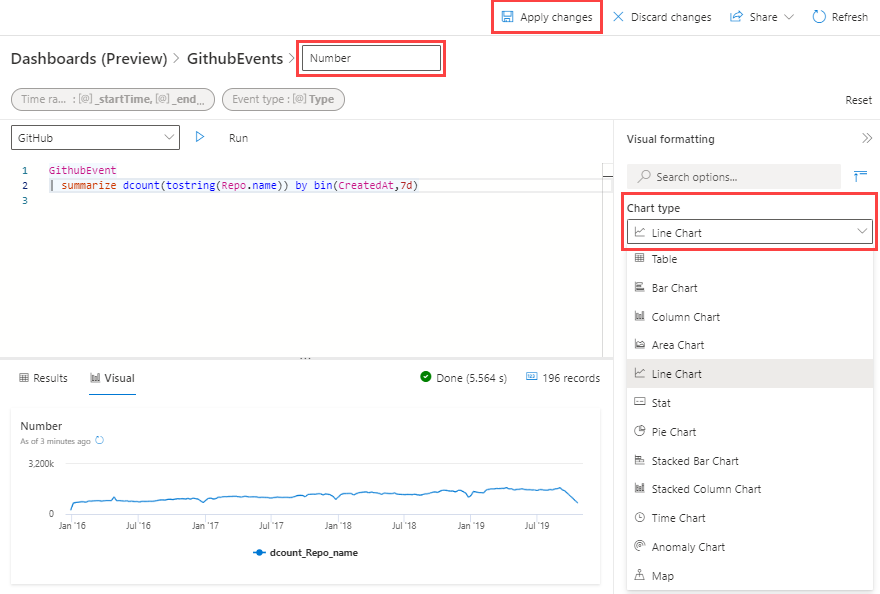 Apply changes Discard changes Share Refresh
Dashboards (Preview) > GithubEvents > Number
Time ra... : [@] _startTime, [@] _end_... Event type : [@] Type
Reset
GitHub Run
1 GithubEvent
2 | summarize dcount(tostring(Repo.name)) by bin(CreatedAt,7d)
3
...
Results Visual Done (5.564 s) 196 records
Number
As of 3 minutes ago
3,200k
0
Jan '16 Jul '16 Jan '17 Jul '17 Jan '18 Jul '18 Jan '19 Jul '19
dcount_Repo_name
Visual formatting
Search options...
Chart type
Line Chart
Table
Bar Chart
Column Chart
Area Chart
Line Chart
Stat
Pie Chart
Stacked Bar Chart
Stacked Column Chart
Time Chart
Anomaly Chart
Map